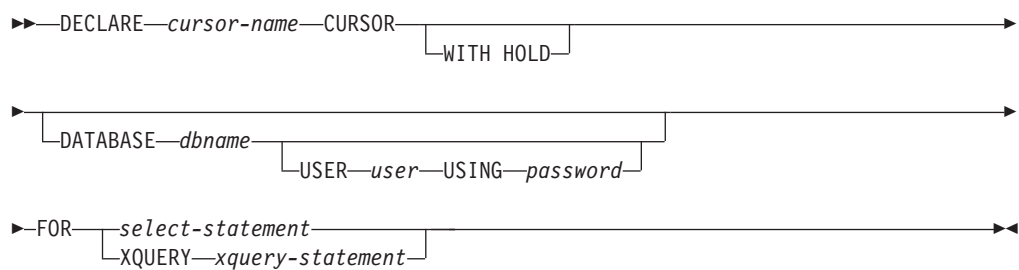 DECLARE cursor-name CURSOR
WITH HOLD
DATABASE dbname
USER user USING password
FOR select-statement
XQUERY xquery-statement